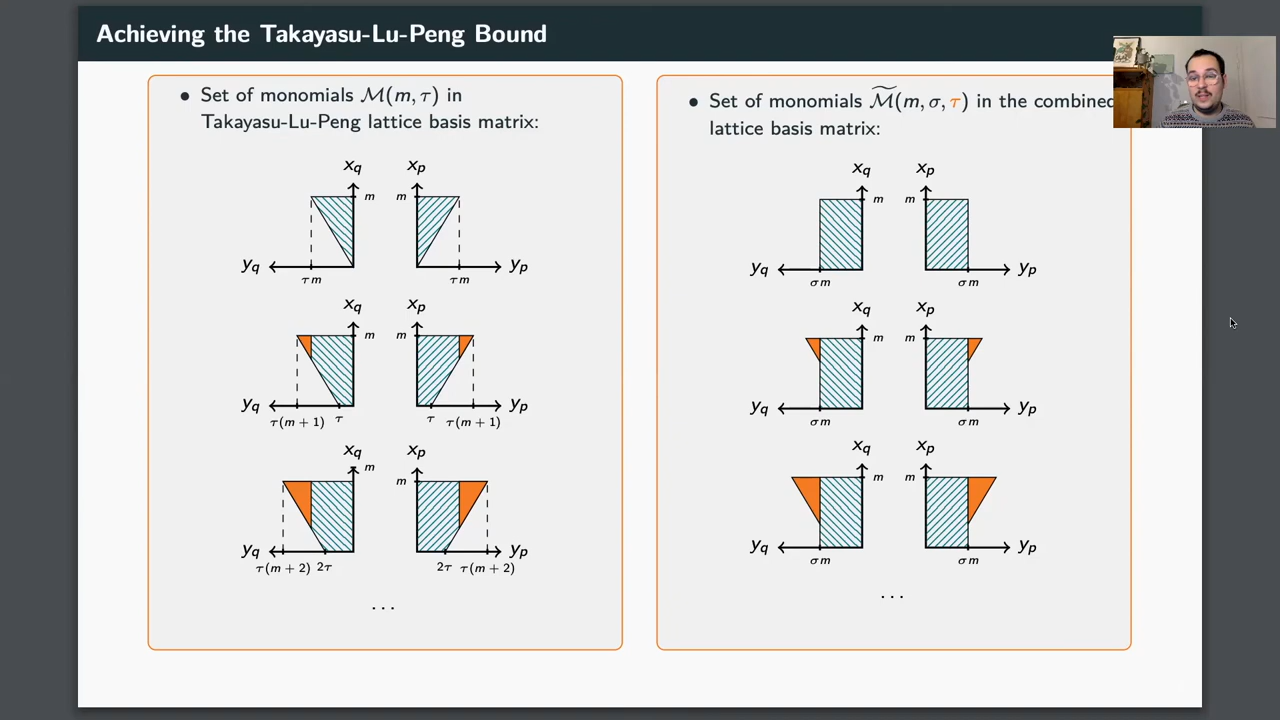 Achieving the Takayasu-Lu-Peng Bound
• Set of monomials ℳ(m, τ) in
Takayasu-Lu-Peng lattice basis matrix:
x_q x_p
m m
y_q y_p
τm τm
x_q x_p
m m
y_q y_p
τ(m + 1) τ τ τ(m + 1)
x_q x_p
m m
y_q y_p
τ(m + 2) 2τ 2τ τ(m + 2)
...
• Set of monomials ℳ̃(m, σ, τ) in the combined
lattice basis matrix:
x_q x_p
m m
y_q y_p
σm σm
x_q x_p
m m
y_q y_p
σm σm
x_q x_p
m m
y_q y_p
σm σm
...